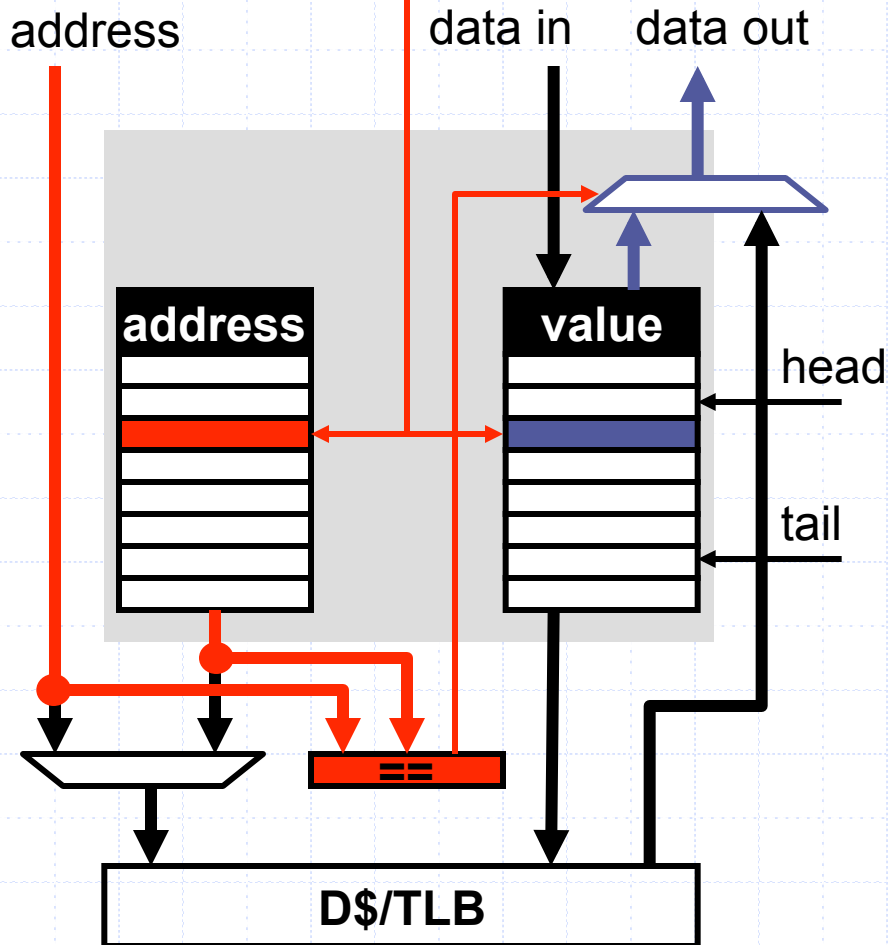 address
data in
data out
address
value
head
tail
==
D$/TLB